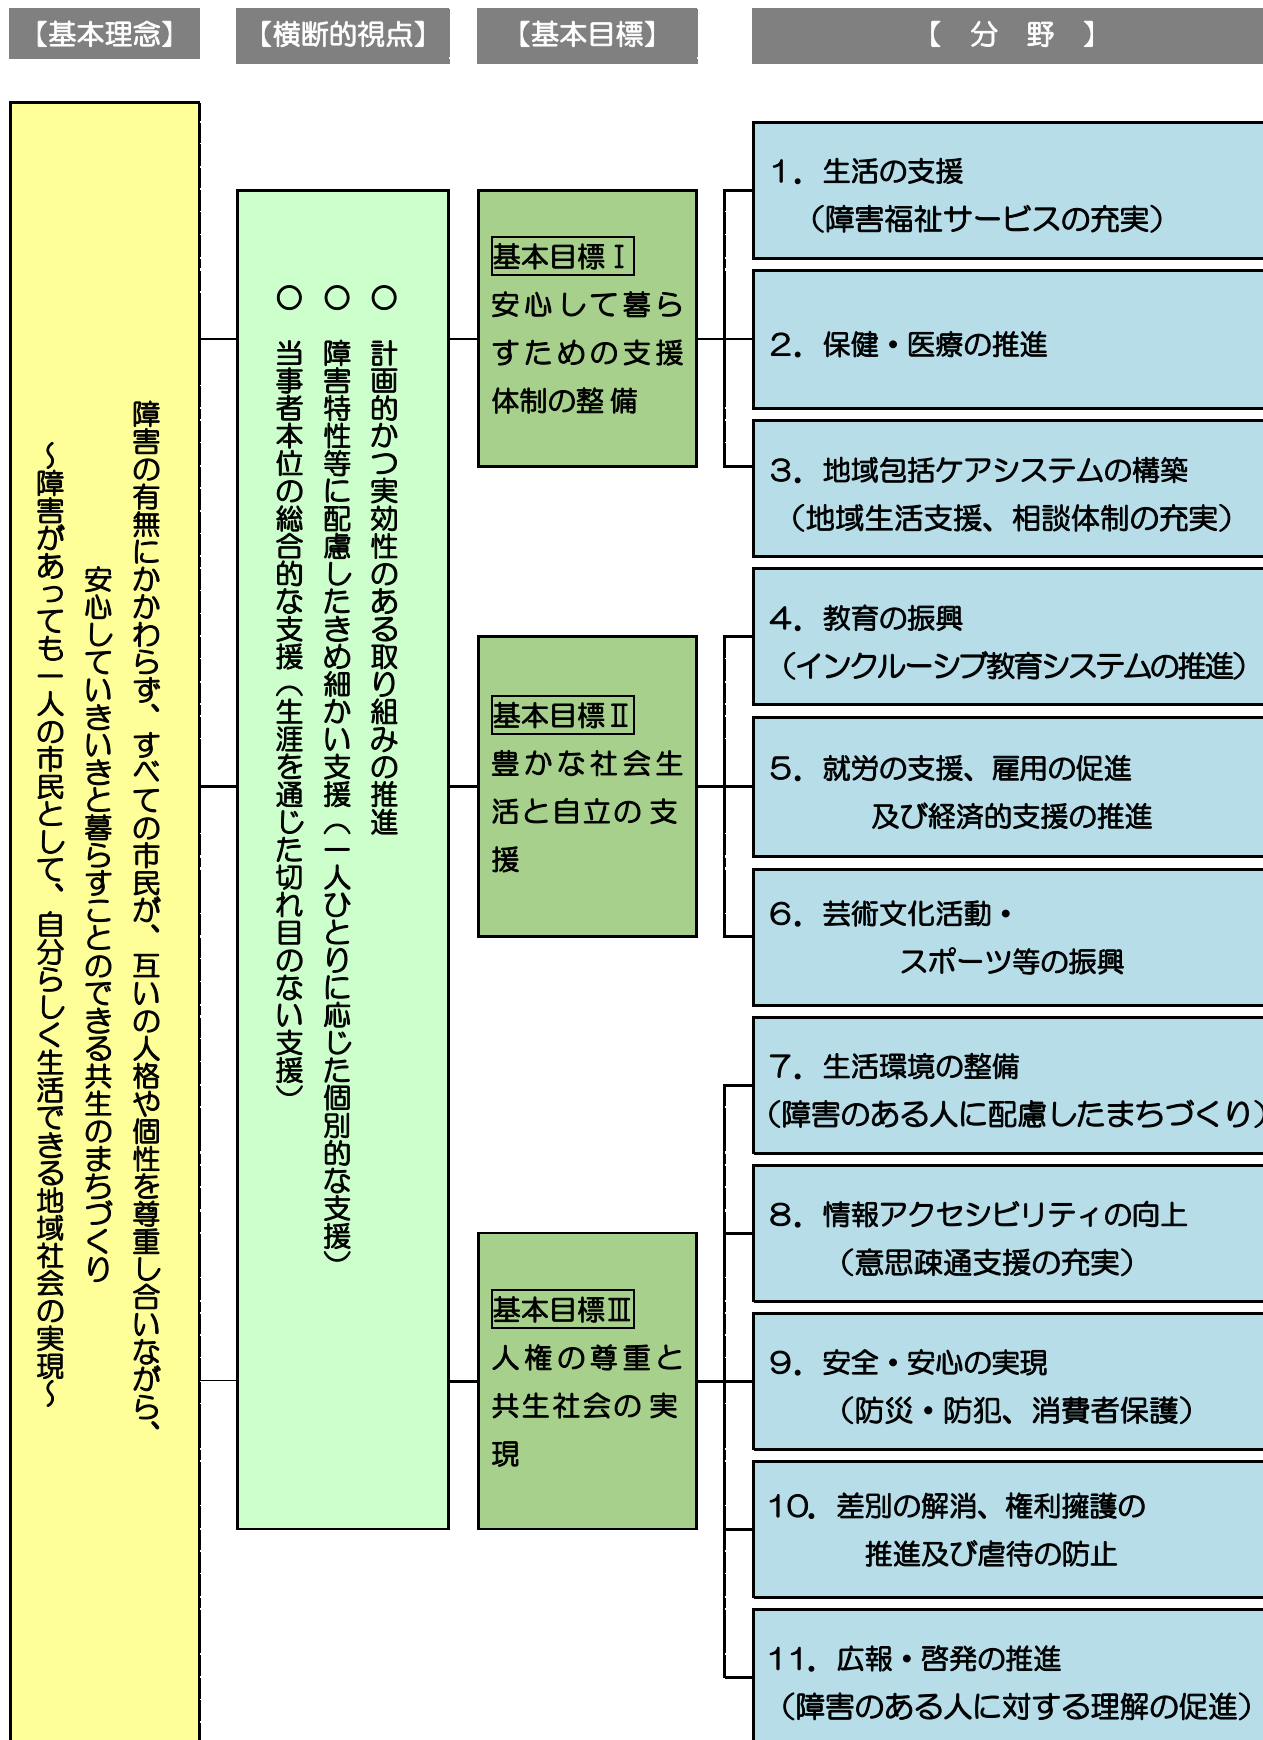 【基本理念】
【横断的視点】
【基本目標】
【　分　野　】
障害の有無にかかわらず、すべての市民が、互いの人格や個性を尊重し合いながら、
安心していきいきと暮らすことのできる共生のまちづくり
～障害があっても一人の市民として、自分らしく生活できる地域社会の実現～
○　計画的かつ実効性のある取り組みの推進
○　障害特性等に配慮したきめ細かい支援（一人ひとりに応じた個別的な支援）
○　当事者本位の総合的な支援（生涯を通じた切れ目のない支援）
基本目標Ⅰ
安心して暮ら
すための支援
体制の整備
基本目標Ⅱ
豊かな社会生
活と自立の支
援
基本目標Ⅲ
人権の尊重と
共生社会の実
現
１．生活の支援
（障害福祉サービスの充実）
２．保健・医療の推進
３．地域包括ケアシステムの構築
（地域生活支援、相談体制の充実）
４．教育の振興
（インクルーシブ教育システムの推進）
５．就労の支援、雇用の促進
及び経済的支援の推進
６．芸術文化活動・
スポーツ等の振興
７．生活環境の整備
（障害のある人に配慮したまちづくり）
８．情報アクセシビリティの向上
（意思疎通支援の充実）
９．安全・安心の実現
（防災・防犯、消費者保護）
10．差別の解消、権利擁護の
推進及び虐待の防止
11．広報・啓発の推進
（障害のある人に対する理解の促進）